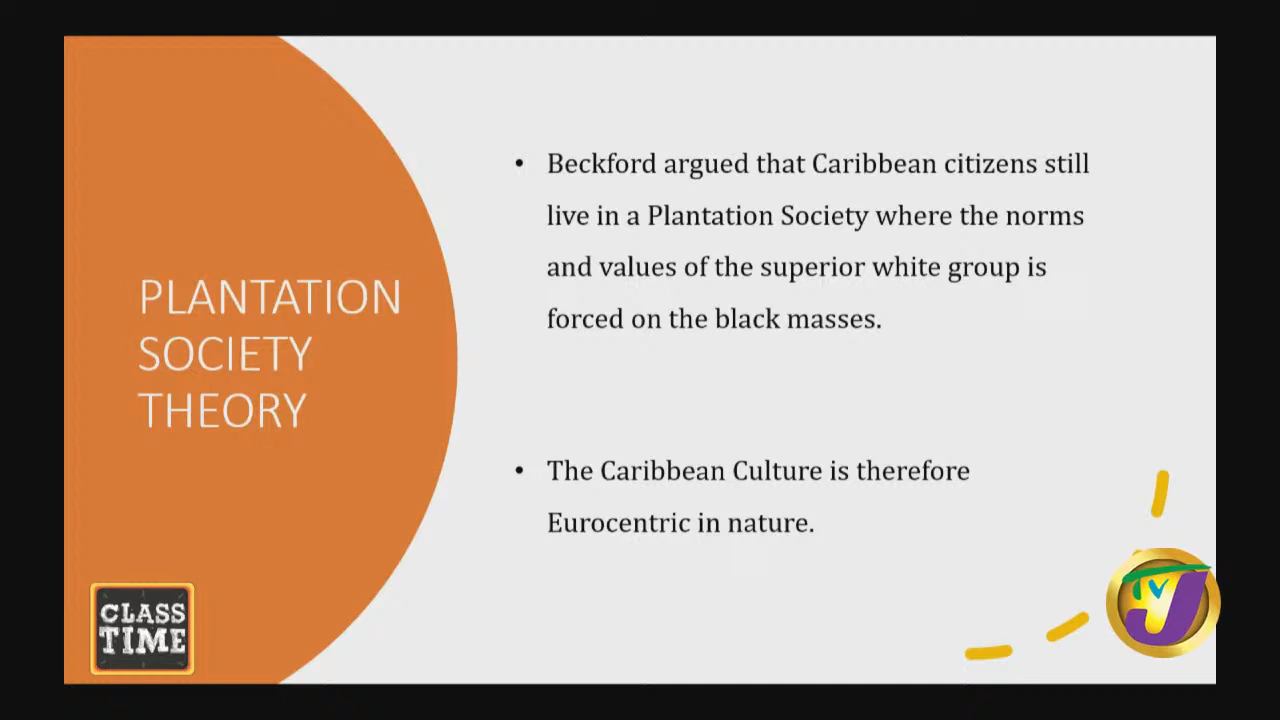 PLANTATION
SOCIETY
THEORY
• Beckford argued that Caribbean citizens still
live in a Plantation Society where the norms
and values of the superior white group is
forced on the black masses.
• The Caribbean Culture is therefore
Eurocentric in nature.
CLASS
TIME
TVJ